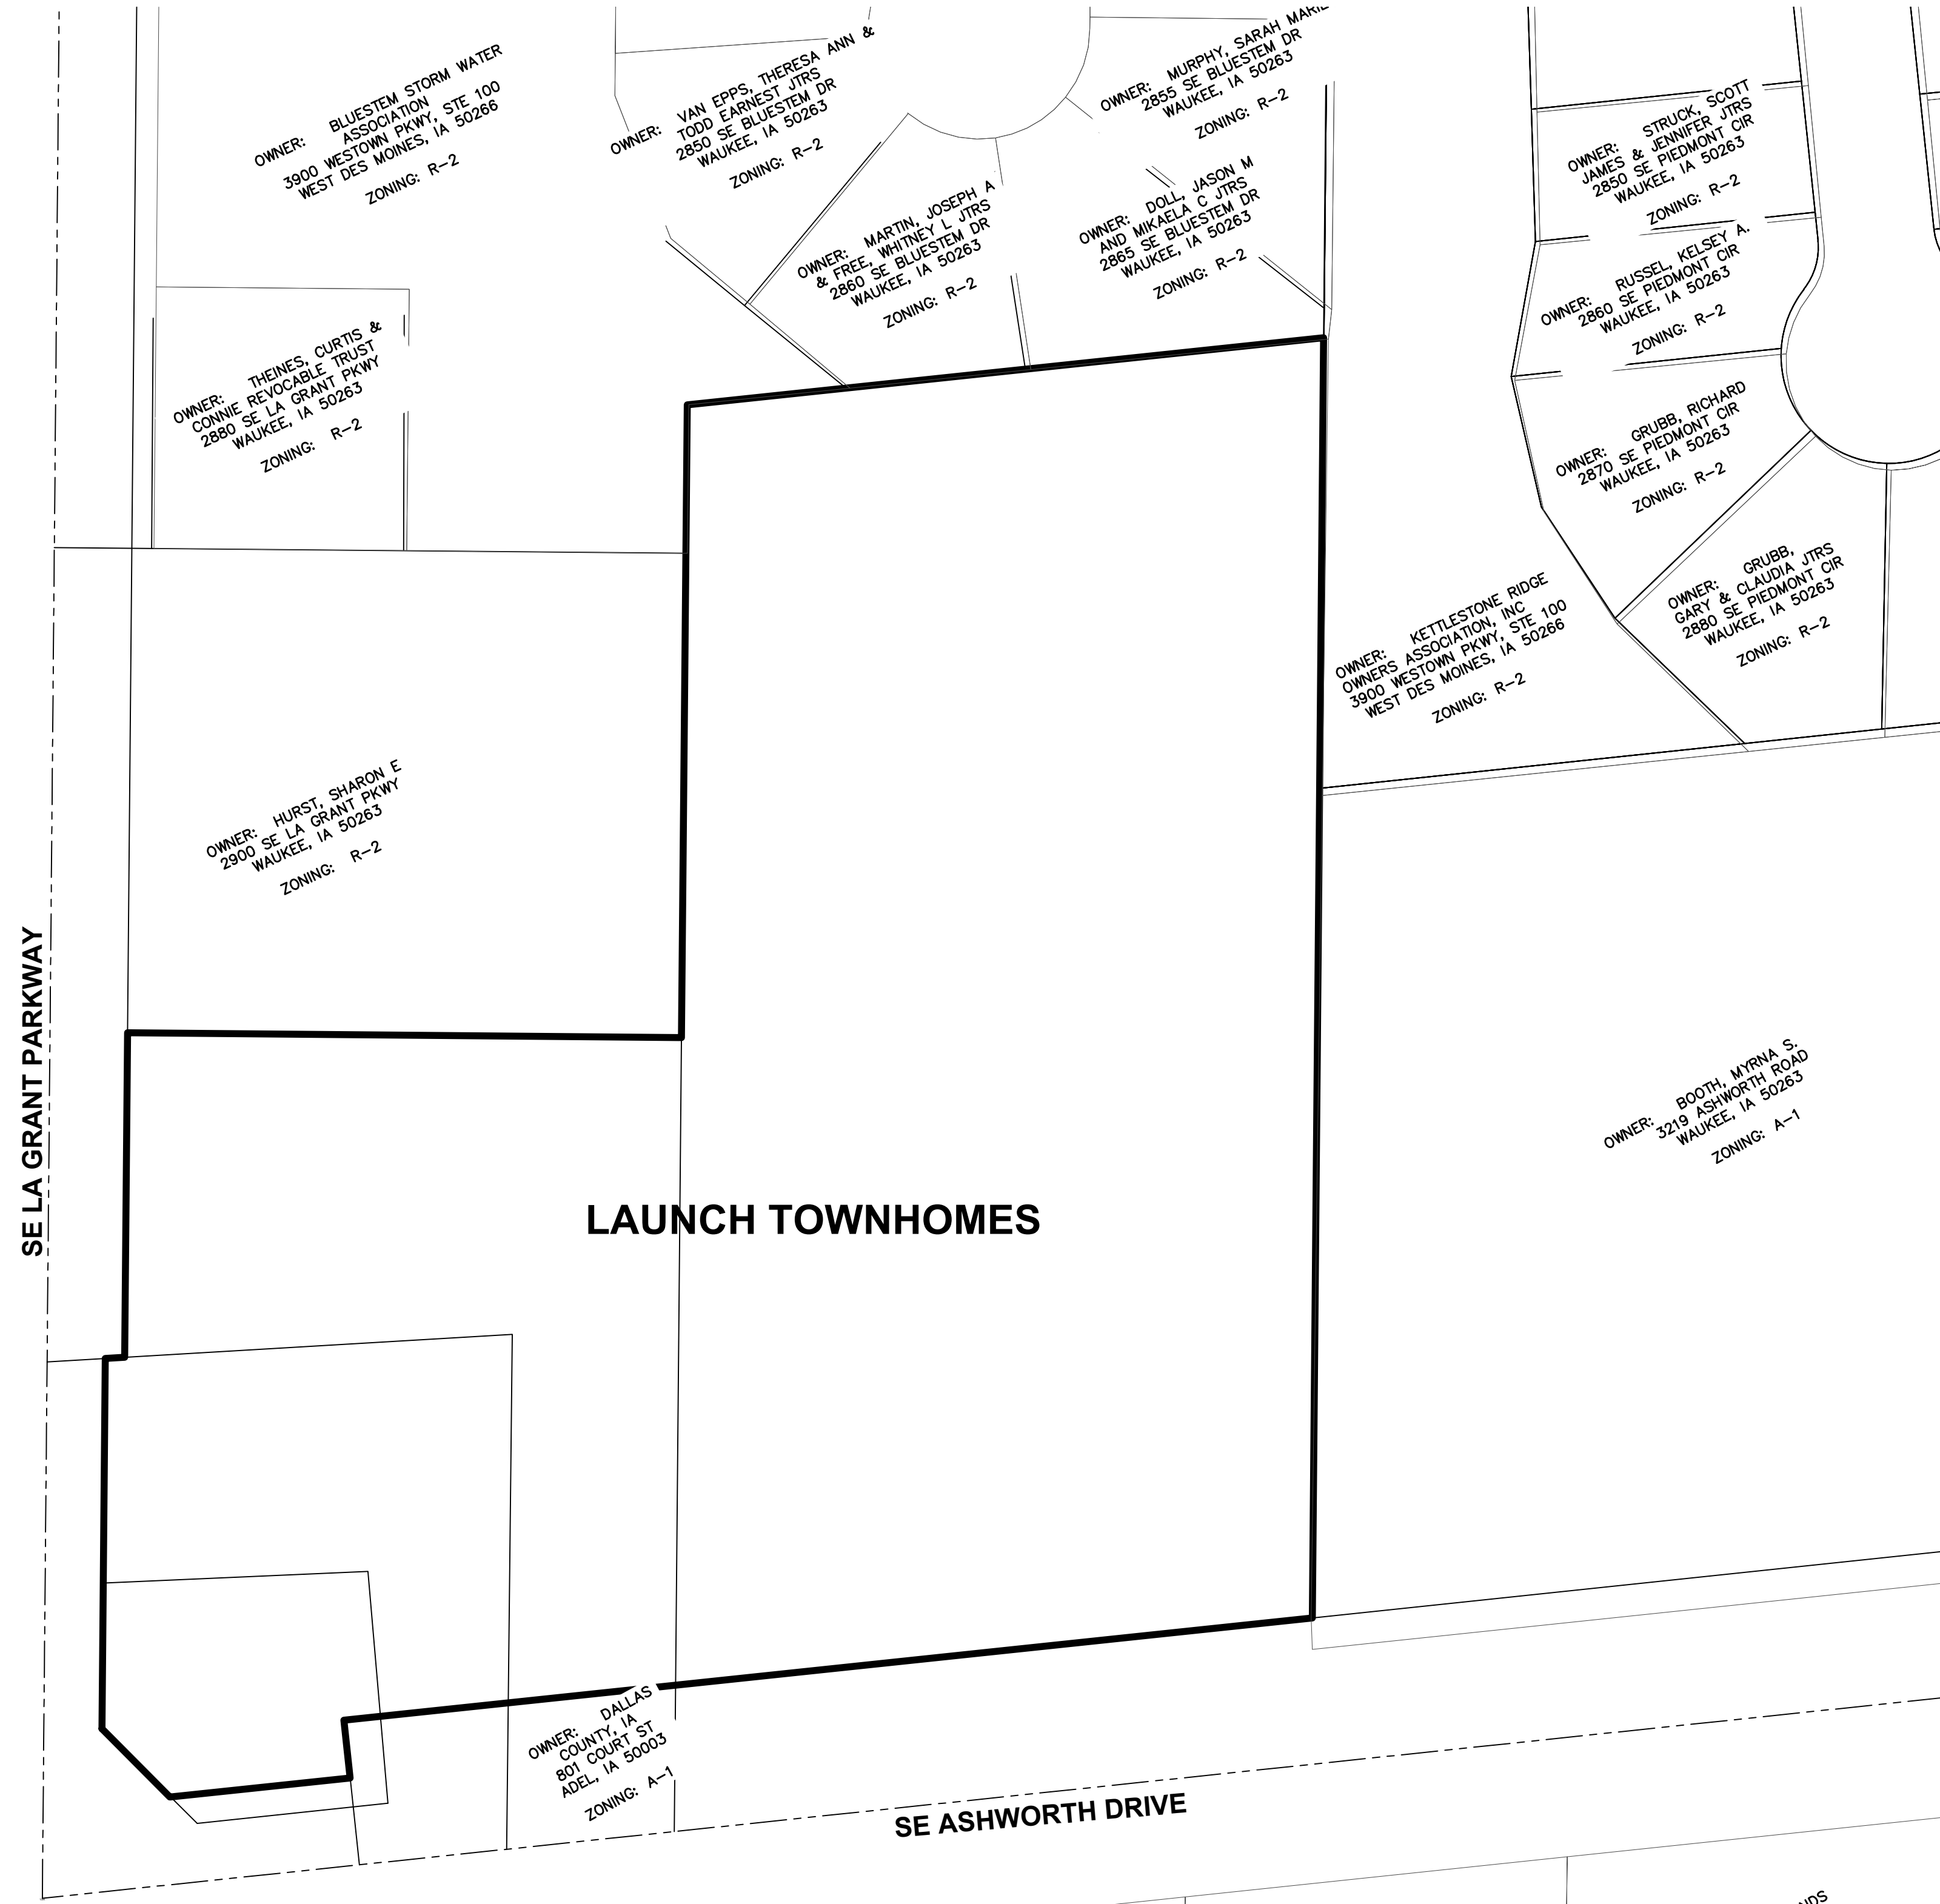 OWNER: BLUESTEM STORM WATER
ASSOCIATION
3900 WESTOWN PKWY, STE 100
WEST DES MOINES, IA 50266
ZONING: R-2
OWNER: VAN EPPS, THERESA ANN &
TODD EARNEST JTRS
2850 SE BLUESTEM DR
WAUKEE, IA 50263
ZONING: R-2
OWNER: MURPHY, SARAH MARIE
2855 SE BLUESTEM DR
WAUKEE, IA 50263
ZONING: R-2
OWNER: STRUCK, SCOTT
JAMES & JENNIFER JTRS
2850 SE PIEDMONT CIR
WAUKEE, IA 50263
ZONING: R-2
OWNER: MARTIN, JOSEPH A
& FREE, WHITNEY L JTRS
2860 SE BLUESTEM DR
WAUKEE, IA 50263
ZONING: R-2
OWNER: DOLL, JASON M
AND MIKAELA C JTRS
2865 SE BLUESTEM DR
WAUKEE, IA 50263
ZONING: R-2
OWNER: RUSSEL, KELSEY A.
2860 SE PIEDMONT CIR
WAUKEE, IA 50263
ZONING: R-2
OWNER: THEINES, CURTIS &
CONNIE REVOCABLE TRUST
2880 SE LA GRANT PKWY
WAUKEE, IA 50263
ZONING: R-2
OWNER: GRUBB, RICHARD
2870 SE PIEDMONT CIR
WAUKEE, IA 50263
ZONING: R-2
OWNER: GRUBB,
GARY & CLAUDIA JTRS
2880 SE PIEDMONT CIR
WAUKEE, IA 50263
ZONING: R-2
OWNER: KETTLESTONE RIDGE
OWNERS ASSOCIATION, INC
3900 WESTOWN PKWY, STE 100
WEST DES MOINES, IA 50266
ZONING: R-2
OWNER: HURST, SHARON E
2900 SE LA GRANT PKWY
WAUKEE, IA 50263
ZONING: R-2
SE LA GRANT PARKWAY
OWNER: BOOTH, MYRNA S.
3219 ASHWORTH ROAD
WAUKEE, IA 50263
ZONING: A-1
LAUNCH TOWNHOMES
OWNER: DALLAS
COUNTY, IA
801 COURT ST
ADEL, IA 50003
ZONING: A-1
SE ASHWORTH DRIVE